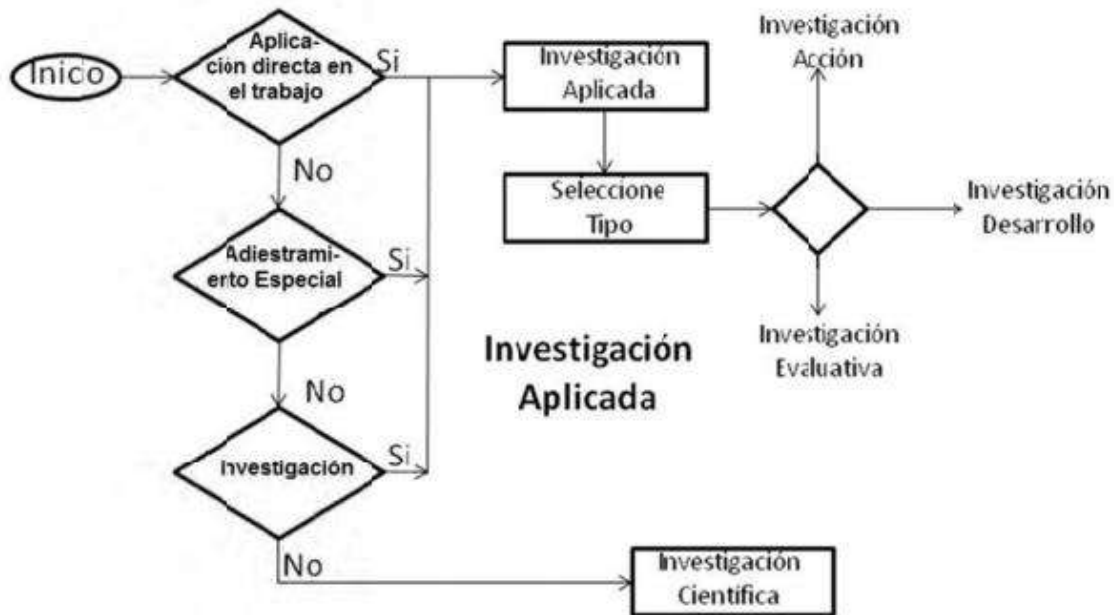 Inicio
Aplica-
ción directa en
el trabajo
Si
Investigación
Aplicada
Investigación
Acción
No
Seleccione
Tipo
Investigación
Desarrollo
Adiestrami-
erto Especial
Si
Investigación
Evaluativa
Investigación
Aplicada
No
Investigación
Si
No
Investigación
Científica